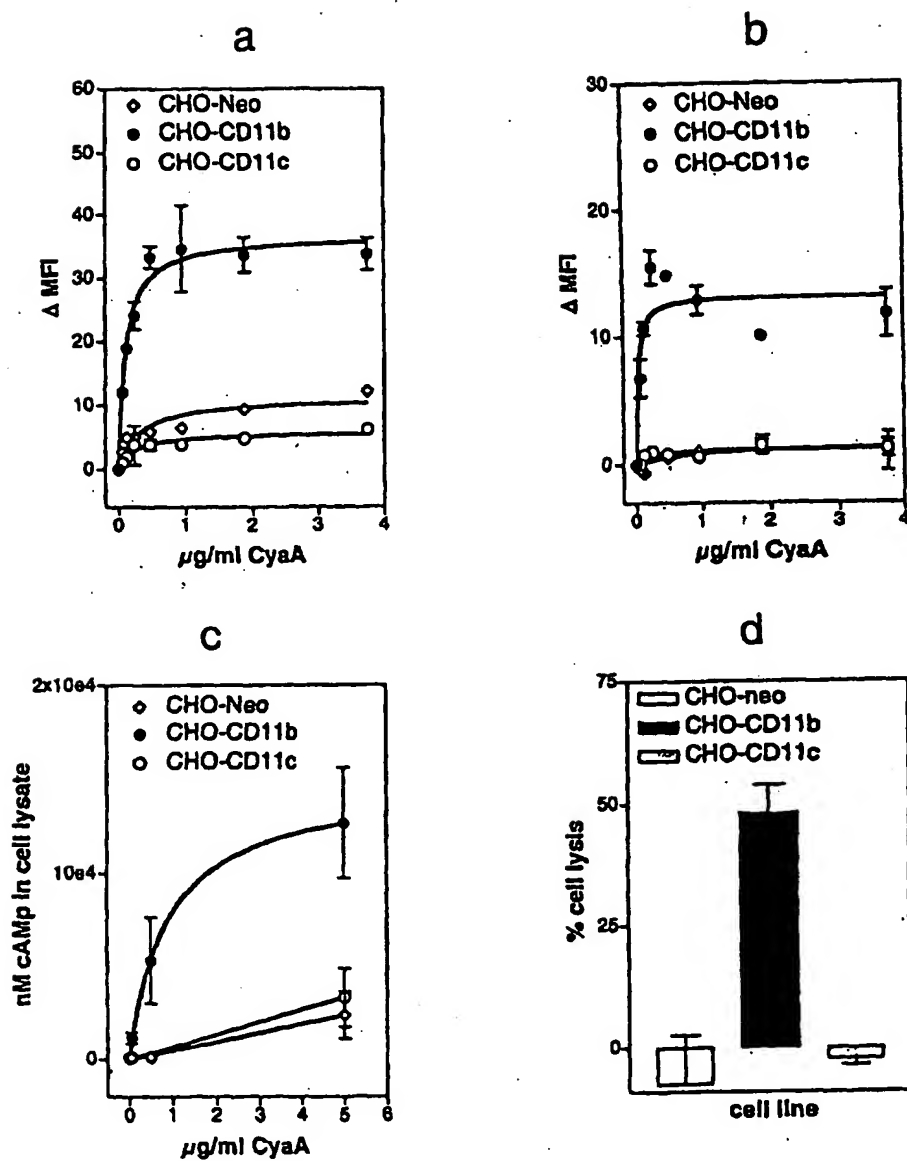 a
60
50
40
30
20
10
0
Δ MFI
CHO-Neo
CHO-CD11b
CHO-CD11c
0 1 2 3 4
µg/ml CyaA
b
30
20
10
0
Δ MFI
CHO-Neo
CHO-CD11b
CHO-CD11c
0 1 2 3 4
µg/ml CyaA
c
2x10e4
10e4
0
nM cAMp in cell lysate
CHO-Neo
CHO-CD11b
CHO-CD11c
0 1 2 3 4 5 6
µg/ml CyaA
d
75
50
25
0
% cell lysis
CHO-neo
CHO-CD11b
CHO-CD11c
cell line